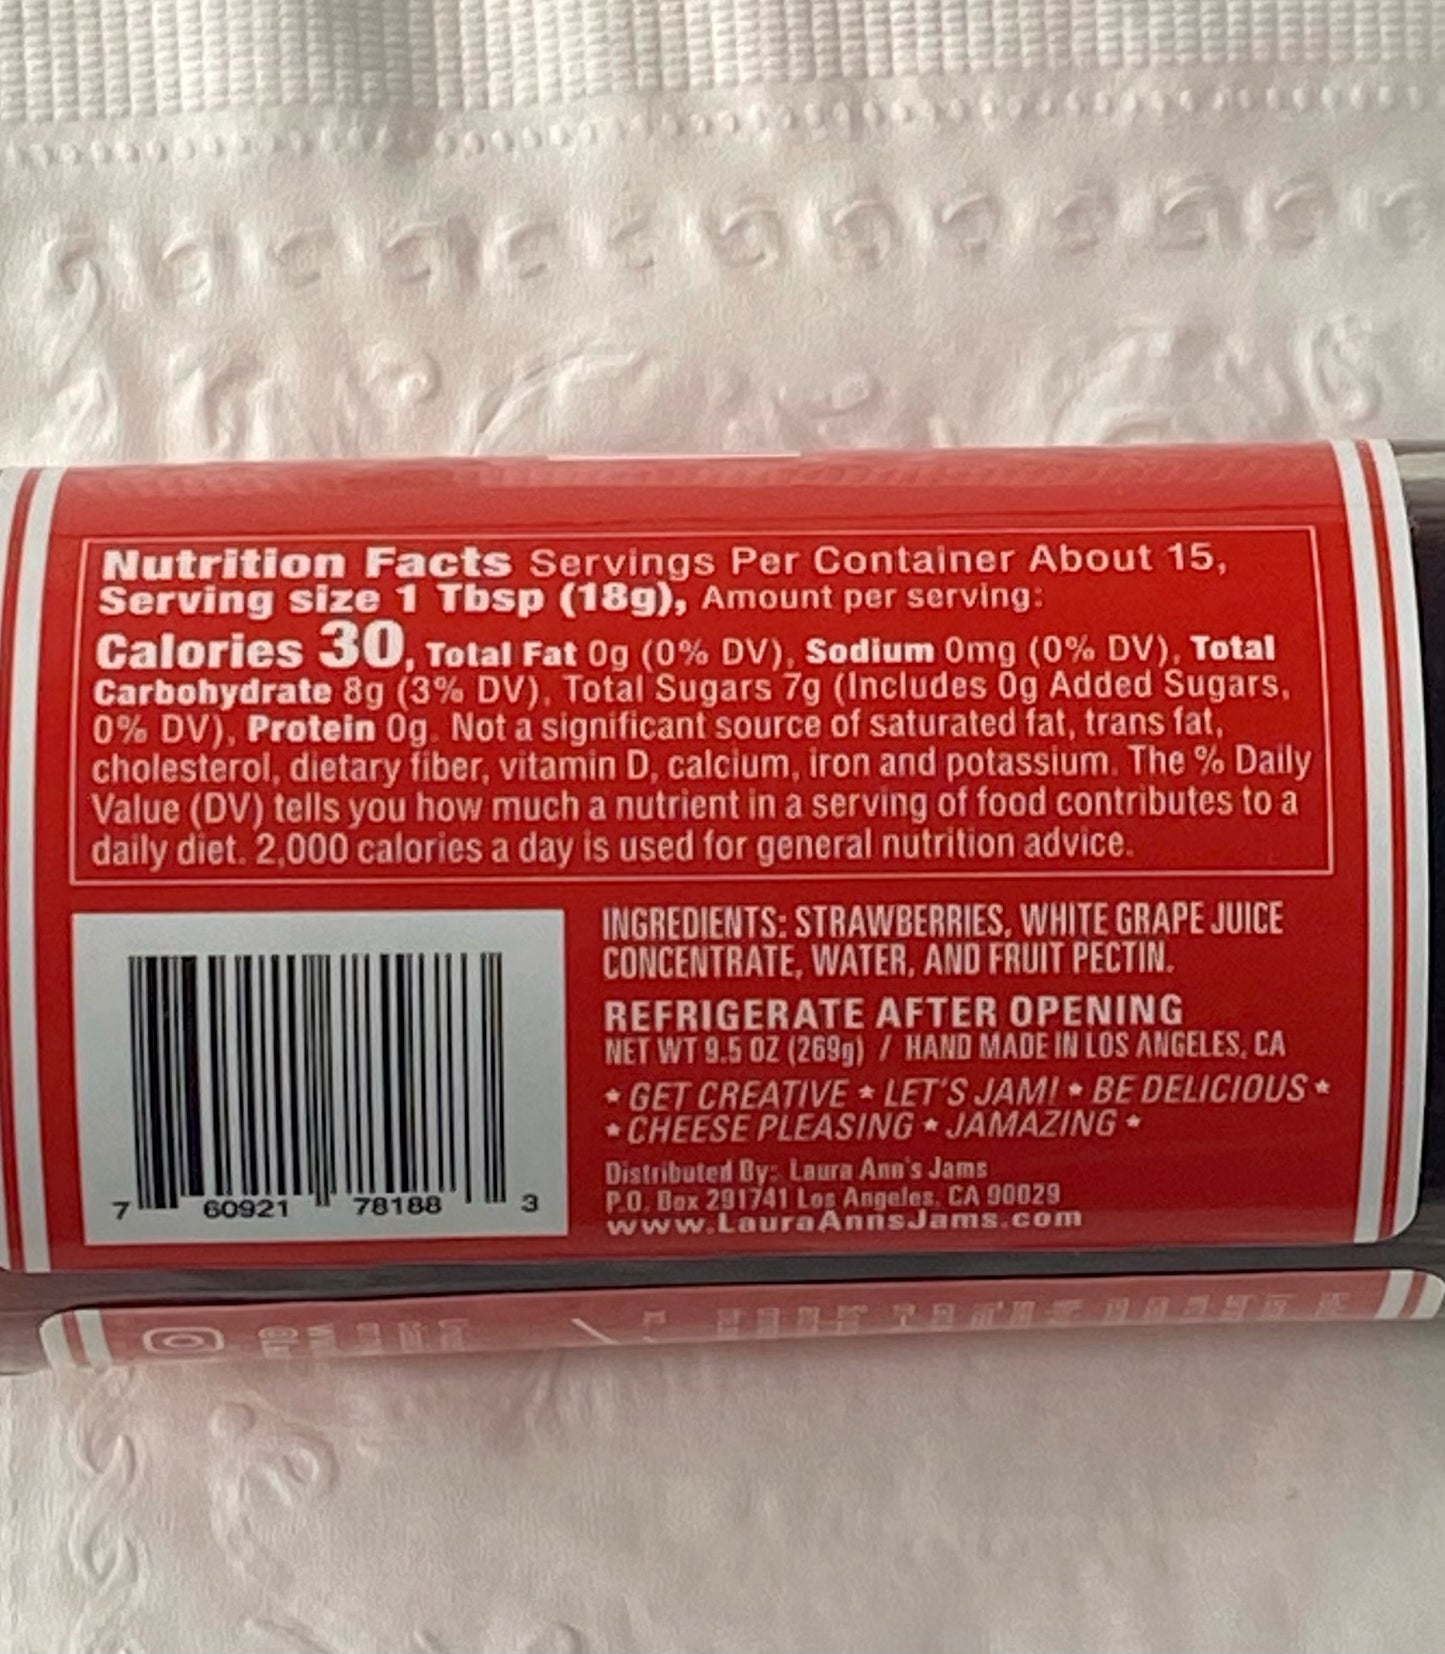 Nutrition Facts Servings Per Container About 15,
Serving size 1 Tbsp (18g), Amount per serving:
Calories 30, Total Fat 0g (0% DV), Sodium 0mg (0% DV), Total
Carbohydrate 8g (3% DV), Total Sugars 7g (Includes 0g Added Sugars,
0% DV), Protein 0g. Not a significant source of saturated fat, trans fat,
cholesterol, dietary fiber, vitamin D, calcium, iron and potassium. The % Daily
Value (DV) tells you how much a nutrient in a serving of food contributes to a
daily diet. 2,000 calories a day is used for general nutrition advice.
INGREDIENTS: STRAWBERRIES, WHITE GRAPE JUICE
CONCENTRATE, WATER, AND FRUIT PECTIN.
REFRIGERATE AFTER OPENING
NET WT 9.5 OZ (269g) / HAND MADE IN LOS ANGELES, CA
* GET CREATIVE * LET'S JAM! * BE DELICIOUS *
* CHEESE PLEASING * JAMAZING *
Distributed By: Laura Ann's Jams
P.O. Box 291741 Los Angeles, CA 90029
www.LauraAnnsJams.com
7 60921 78188 3